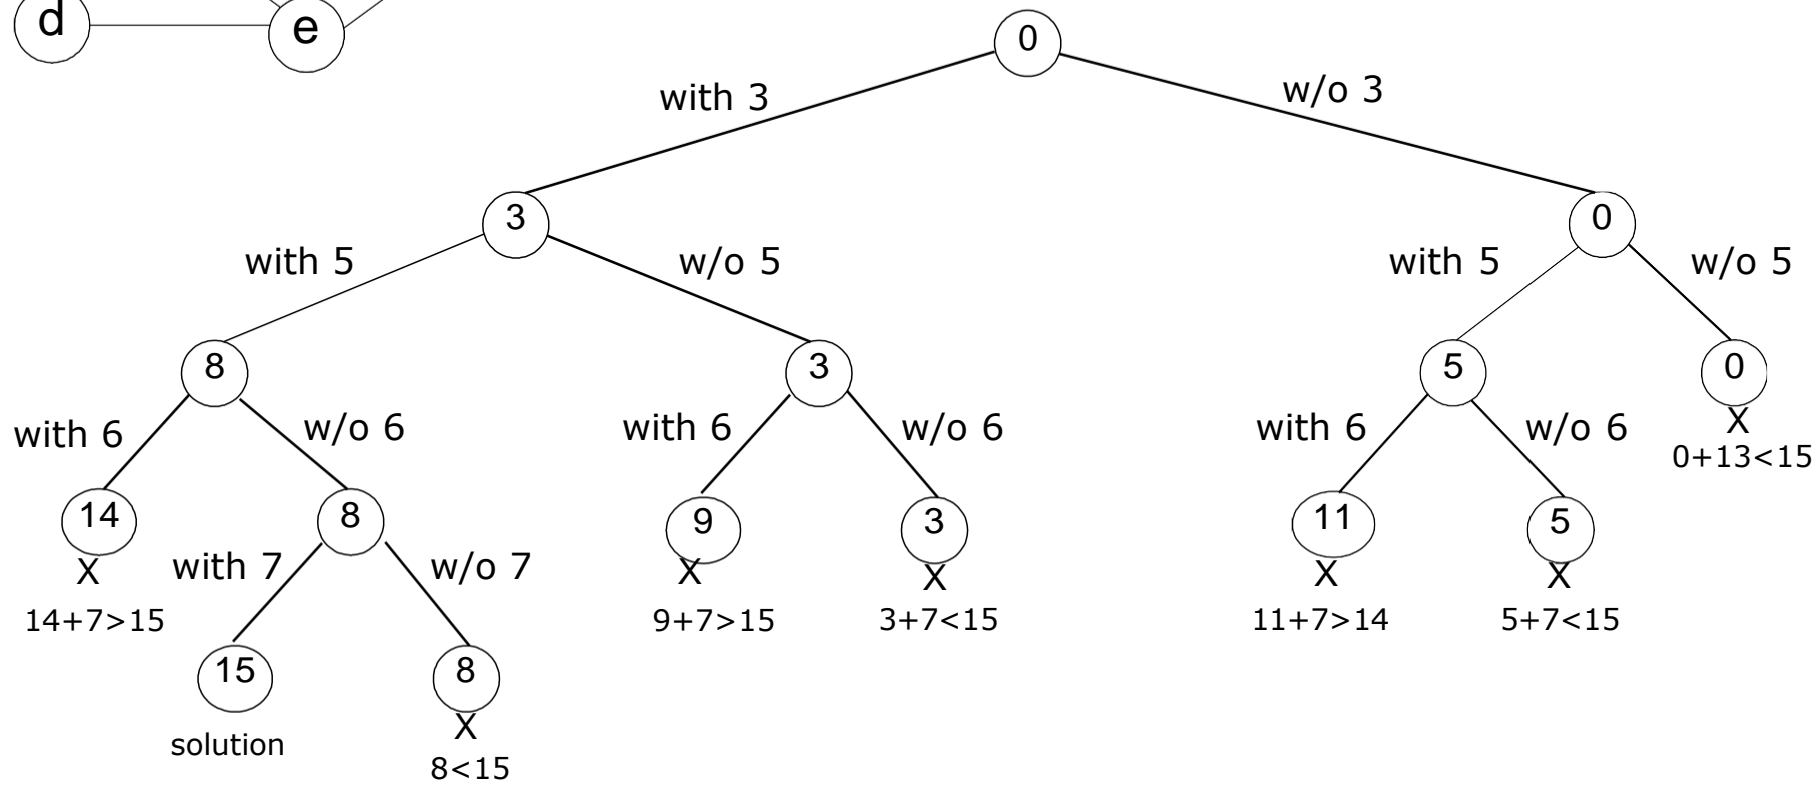 d
e
0
with 3
w/o 3
3
0
with 5
w/o 5
with 5
w/o 5
8
3
5
0
X
0+13<15
with 6
w/o 6
with 6
w/o 6
with 6
w/o 6
14
8
9
3
11
5
X
with 7
w/o 7
X
X
X
X
14+7>15
9+7>15
3+7<15
11+7>14
5+7<15
15
8
X
solution
8<15